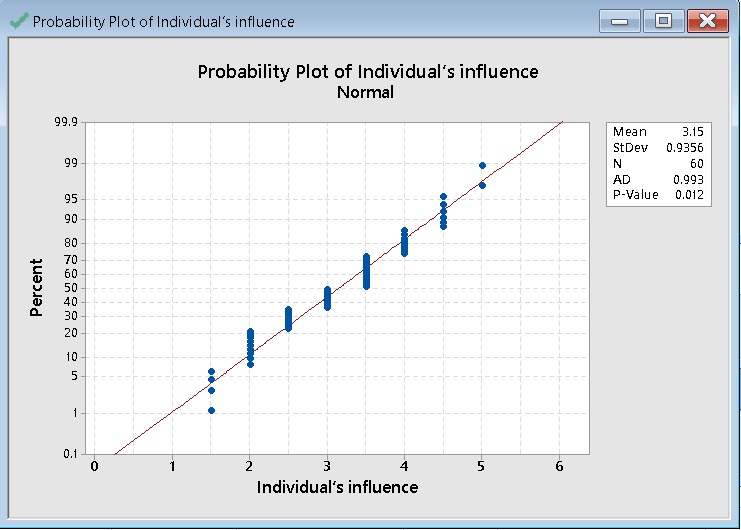 Probability Plot of Individual's influence
Probability Plot of Individual's influence
Normal
99.9
99
95
90
80
70
60
50
40
30
20
10
5
1
0.1
Percent
0 1 2 3 4 5 6
Individual's influence
Mean 3.15
StDev 0.9356
N 60
AD 0.993
P-Value 0.012